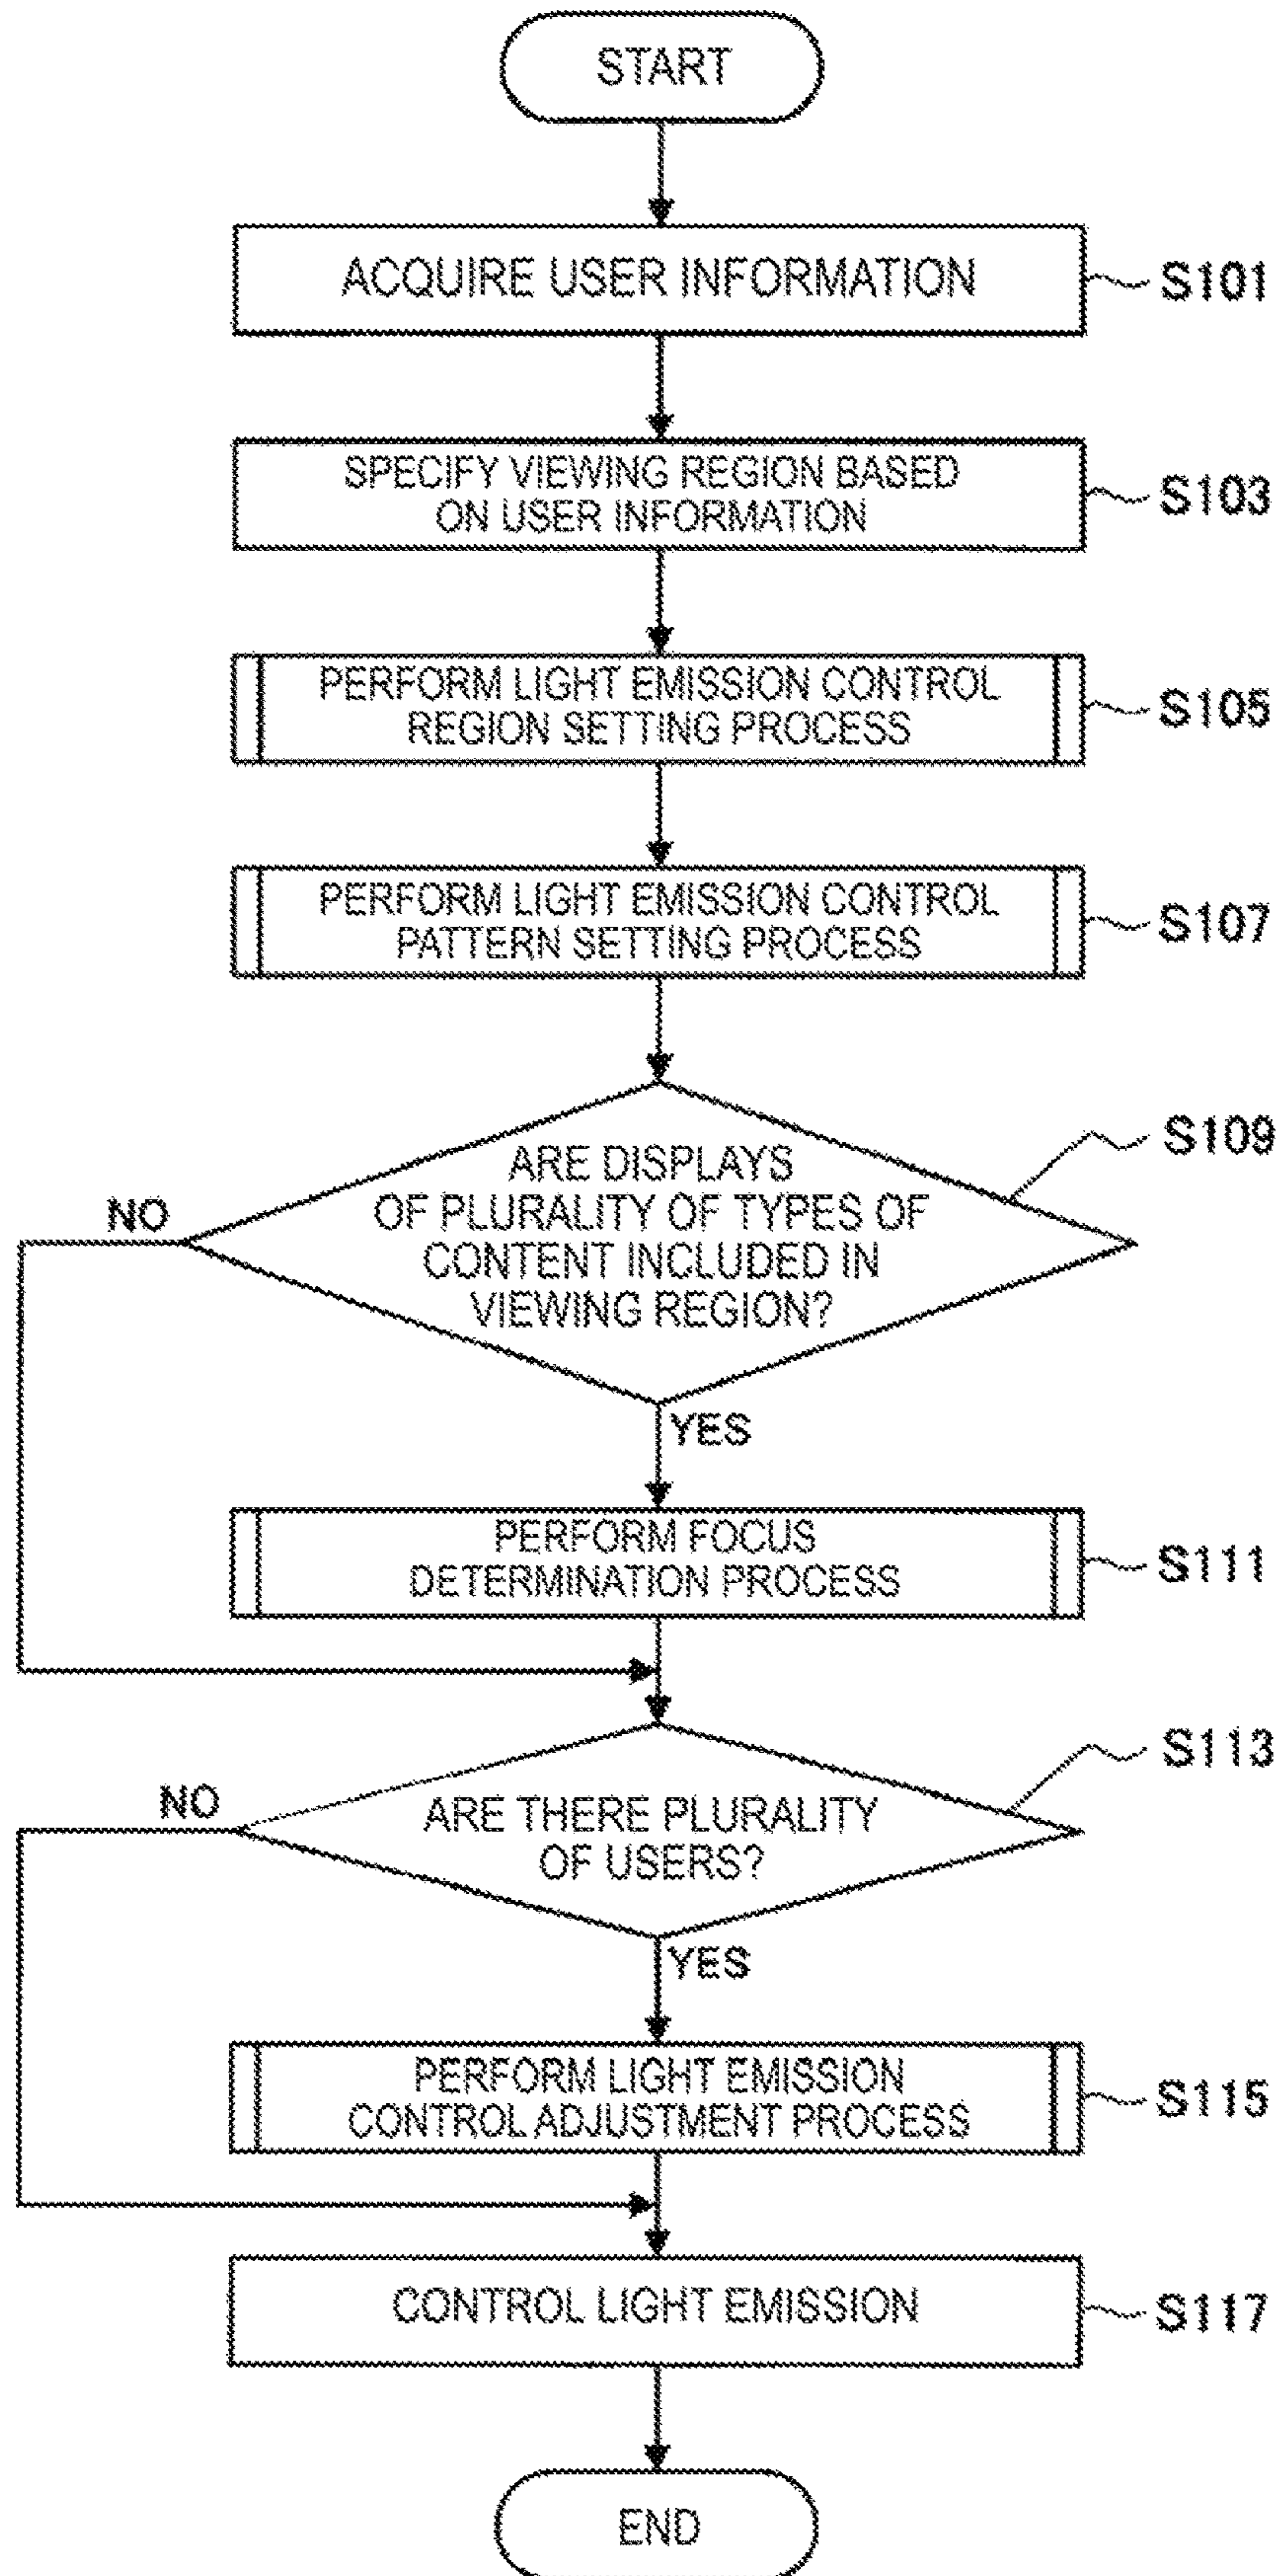 START
ACQUIRE USER INFORMATION
S101
SPECIFY VIEWING REGION BASED
ON USER INFORMATION
S103
PERFORM LIGHT EMISSION CONTROL
REGION SETTING PROCESS
S105
PERFORM LIGHT EMISSION CONTROL
PATTERN SETTING PROCESS
S107
ARE DISPLAYS
OF PLURALITY OF TYPES OF
CONTENT INCLUDED IN
VIEWING REGION?
S109
NO
YES
PERFORM FOCUS
DETERMINATION PROCESS
S111
ARE THERE PLURALITY
OF USERS?
S113
NO
YES
PERFORM LIGHT EMISSION
CONTROL ADJUSTMENT PROCESS
S115
CONTROL LIGHT EMISSION
S117
END